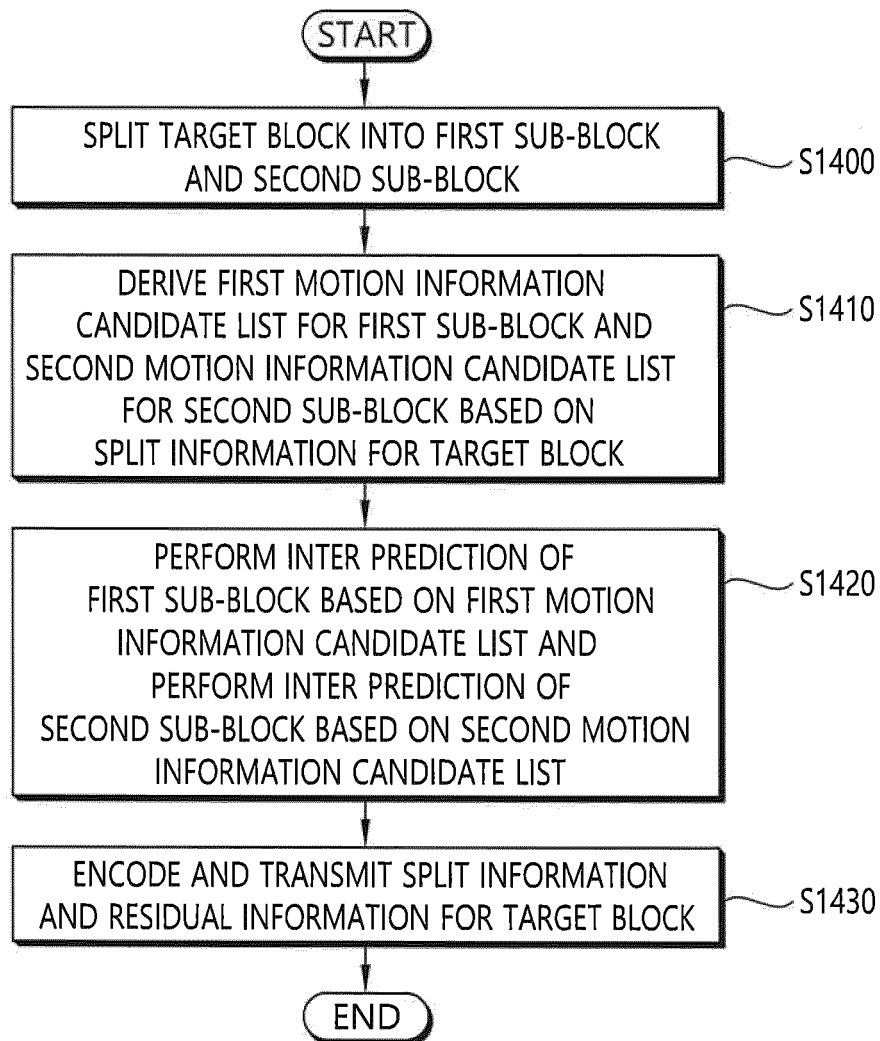 START
SPLIT TARGET BLOCK INTO FIRST SUB-BLOCK
AND SECOND SUB-BLOCK
S1400
DERIVE FIRST MOTION INFORMATION
CANDIDATE LIST FOR FIRST SUB-BLOCK AND
SECOND MOTION INFORMATION CANDIDATE LIST
FOR SECOND SUB-BLOCK BASED ON
SPLIT INFORMATION FOR TARGET BLOCK
S1410
PERFORM INTER PREDICTION OF
FIRST SUB-BLOCK BASED ON FIRST MOTION
INFORMATION CANDIDATE LIST AND
PERFORM INTER PREDICTION OF
SECOND SUB-BLOCK BASED ON SECOND MOTION
INFORMATION CANDIDATE LIST
S1420
ENCODE AND TRANSMIT SPLIT INFORMATION
AND RESIDUAL INFORMATION FOR TARGET BLOCK
S1430
END